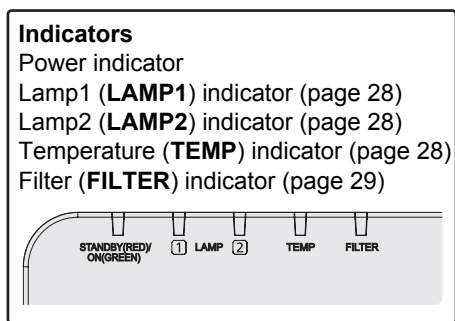 Indicators
Power indicator
Lamp1 (LAMP1) indicator (page 28)
Lamp2 (LAMP2) indicator (page 28)
Temperature (TEMP) indicator (page 28)
Filter (FILTER) indicator (page 29)
STANDBY(RED)/ 1 LAMP 2 TEMP FILTER
ON(GREEN)